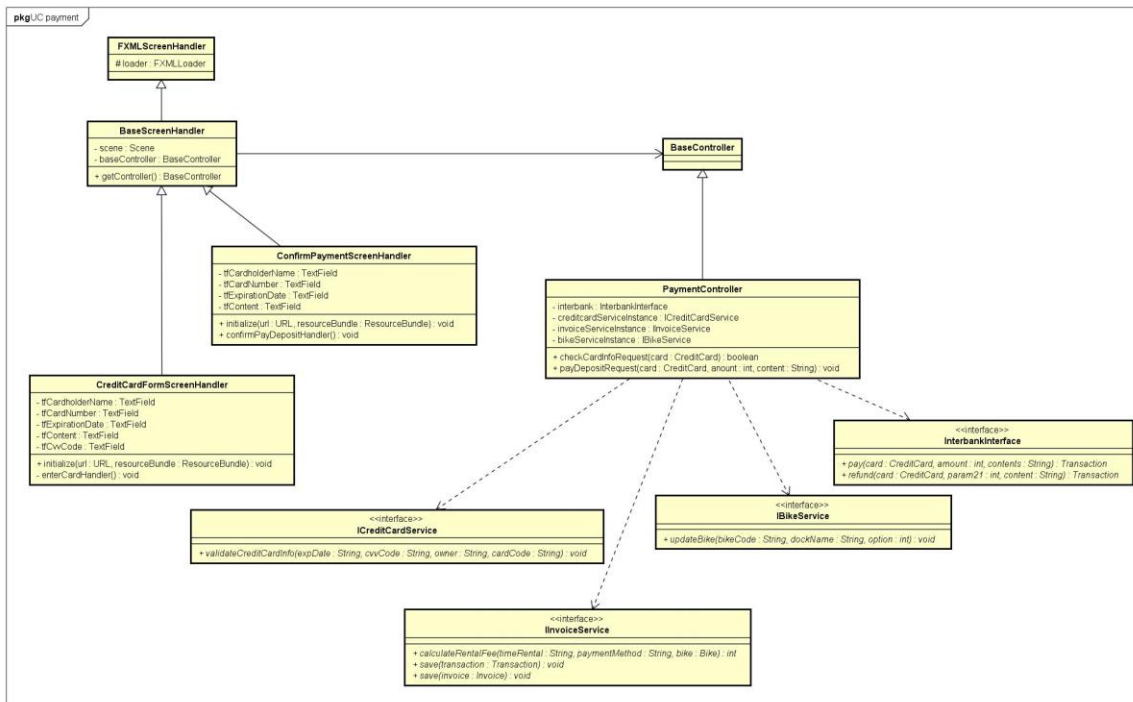 pkg UC payment
FXMLScreenHandler
# loader : FXMLLoader
BaseScreenHandler
- scene : Scene
- baseController : BaseController
+ getController() : BaseController
BaseController
ConfirmPaymentScreenHandler
- tfCardholderName : TextField
- tfCardNumber : TextField
- tfExpirationDate : TextField
- tfContent : TextField
+ initialize(url : URL, resourceBundle : ResourceBundle) : void
+ confirmPayDepositHandler() : void
PaymentController
- interbank : InterbankInterface
- creditcardServiceInstance : ICreditCardService
- invoiceServiceInstance : IInvoiceService
- bikeServiceInstance : IBikeService
+ checkCardInfoRequest(card : CreditCard) : boolean
+ payDepositRequest(card : CreditCard, amount : int, content : String) : void
CreditCardFormScreenHandler
- tfCardholderName : TextField
- tfCardNumber : TextField
- tfExpirationDate : TextField
- tfContent : TextField
- tfCvvCode : TextField
+ initialize(url : URL, resourceBundle : ResourceBundle) : void
- enterCardHandler() : void
<<interface>>
InterbankInterface
+ pay(card : CreditCard, amount : int, contents : String) : Transaction
+ refund(card : CreditCard, param21 : int, content : String) : Transaction
<<interface>>
IBikeService
+ updateBike(bikeCode : String, dockName : String, option : int) : void
<<interface>>
ICreditCardService
+ validateCreditCardInfo(expDate : String, cvvCode : String, owner : String, cardCode : String) : void
<<interface>>
IInvoiceService
+ calculateRentalFee(timeRental : String, paymentMethod : String, bike : Bike) : int
+ save(transaction : Transaction) : void
+ save(invoice : Invoice) : void